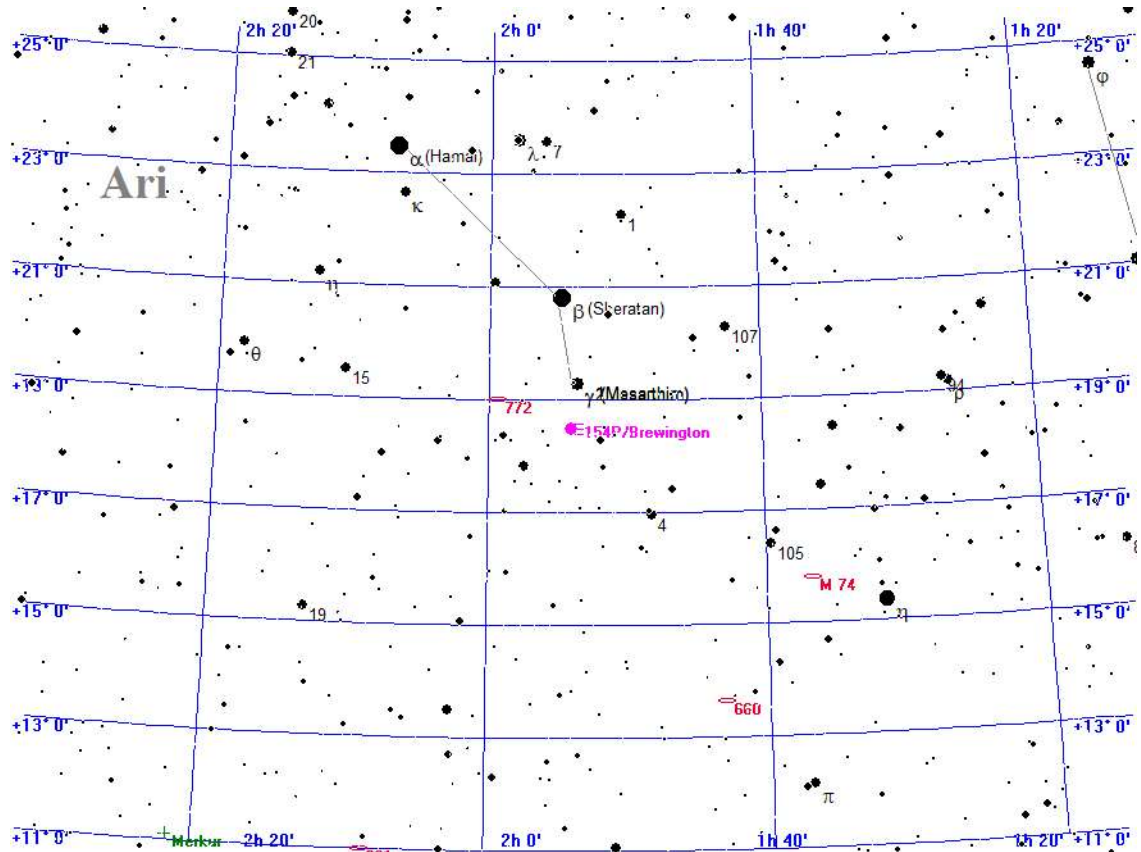 2h 20' 2h 0' 1h 40' 1h 20'
20
+25° 0' +25° 0'
21
φ
α (Hamal) λ 7
+23° 0' +23° 0'
Ari
κ
1
+21° 0' +21° 0'
η
β (Sheratan)
107
θ
15
+19° 0' +19° 0'
94
ρ
γ2(Masarthim)
772
154P/Brewington
+17° 0' +17° 0'
4
105
8
M 74
+15° 0' +15° 0'
19
η
660
+13° 0' +13° 0'
π
+11° 0' Merkur 2h 20' 2h 0' 1h 40' 1h 20' +11° 0'